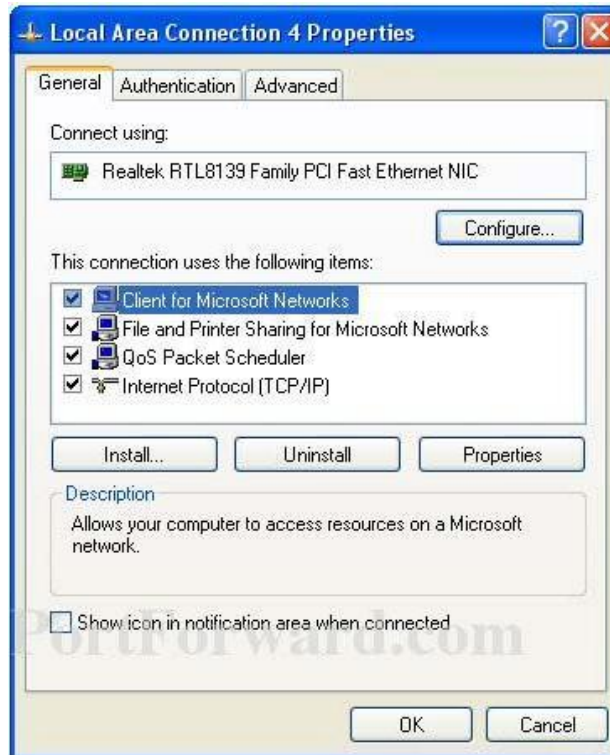 Local Area Connection 4 Properties
General Authentication Advanced
Connect using:
Realtek RTL8139 Family PCI Fast Ethernet NIC
Configure...
This connection uses the following items:
Client for Microsoft Networks
File and Printer Sharing for Microsoft Networks
QoS Packet Scheduler
Internet Protocol (TCP/IP)
Install... Uninstall Properties
Description
Allows your computer to access resources on a Microsoft
network.
Show icon in notification area when connected
PortForward.com
OK Cancel